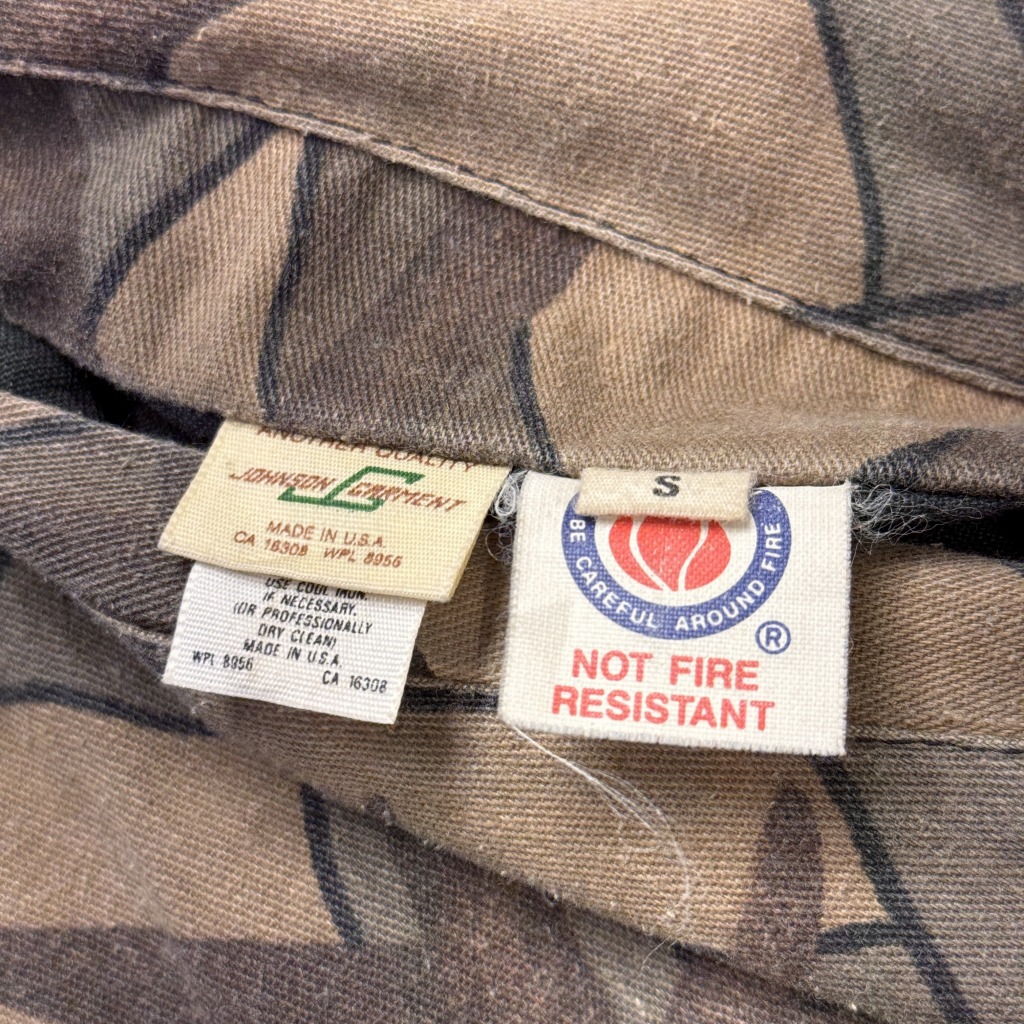 ANOTHER QUALITY
JOHNSON GARMENT
MADE IN U.S.A.
CA 16308 WPL 8956
USE COOL IRON
IF NECESSARY.
(OR PROFESSIONALLY
DRY CLEAN)
MADE IN U.S.A.
WPL 8956
CA 16308
S
BE CAREFUL AROUND FIRE
®
NOT FIRE
RESISTANT